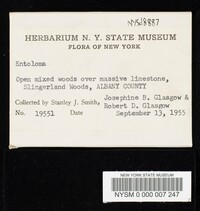 NYSf8887
HERBARIUM N. Y. STATE MUSEUM
FLORA OF NEW YORK
Entoloma
Open mixed woods over massive limestone,
Slingerland Woods, ALBANY COUNTY
Josephine B. Glasgow &
Collected by Stanley J. Smith, Robert D. Glasgow
No. 19551 Date September 13, 1955
NEW YORK STATE MUSEUM
NYSM 0 000 007 247